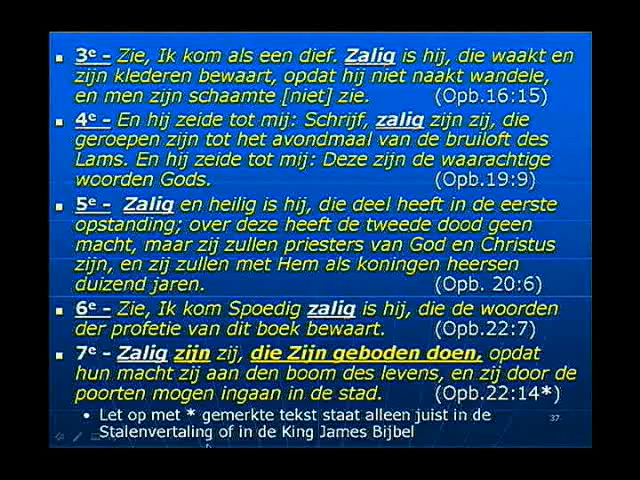 3e - Zie, Ik kom als een dief. Zalig is hij, die waakt en
zijn klederen bewaart, opdat hij niet naakt wandele,
en men zijn schaamte [niet] zie. (Opb.16:15)
4e - En hij zeide tot mij: Schrijf, zalig zijn zij, die
geroepen zijn tot het avondmaal van de bruiloft des
Lams. En hij zeide tot mij: Deze zijn de waarachtige
woorden Gods. (Opb.19:9)
5e - Zalig en heilig is hij, die deel heeft in de eerste
opstanding; over deze heeft de tweede dood geen
macht, maar zij zullen priesters van God en Christus
zijn, en zij zullen met Hem als koningen heersen
duizend jaren. (Opb. 20:6)
6e - Zie, Ik kom Spoedig zalig is hij, die de woorden
der profetie van dit boek bewaart. (Opb.22:7)
7e - Zalig zijn zij, die Zijn geboden doen, opdat
hun macht zij aan den boom des levens, en zij door de
poorten mogen ingaan in de stad. (Opb.22:14*)
• Let op met * gemerkte tekst staat alleen juist in de
Stalenvertaling of in de King James Bijbel
37